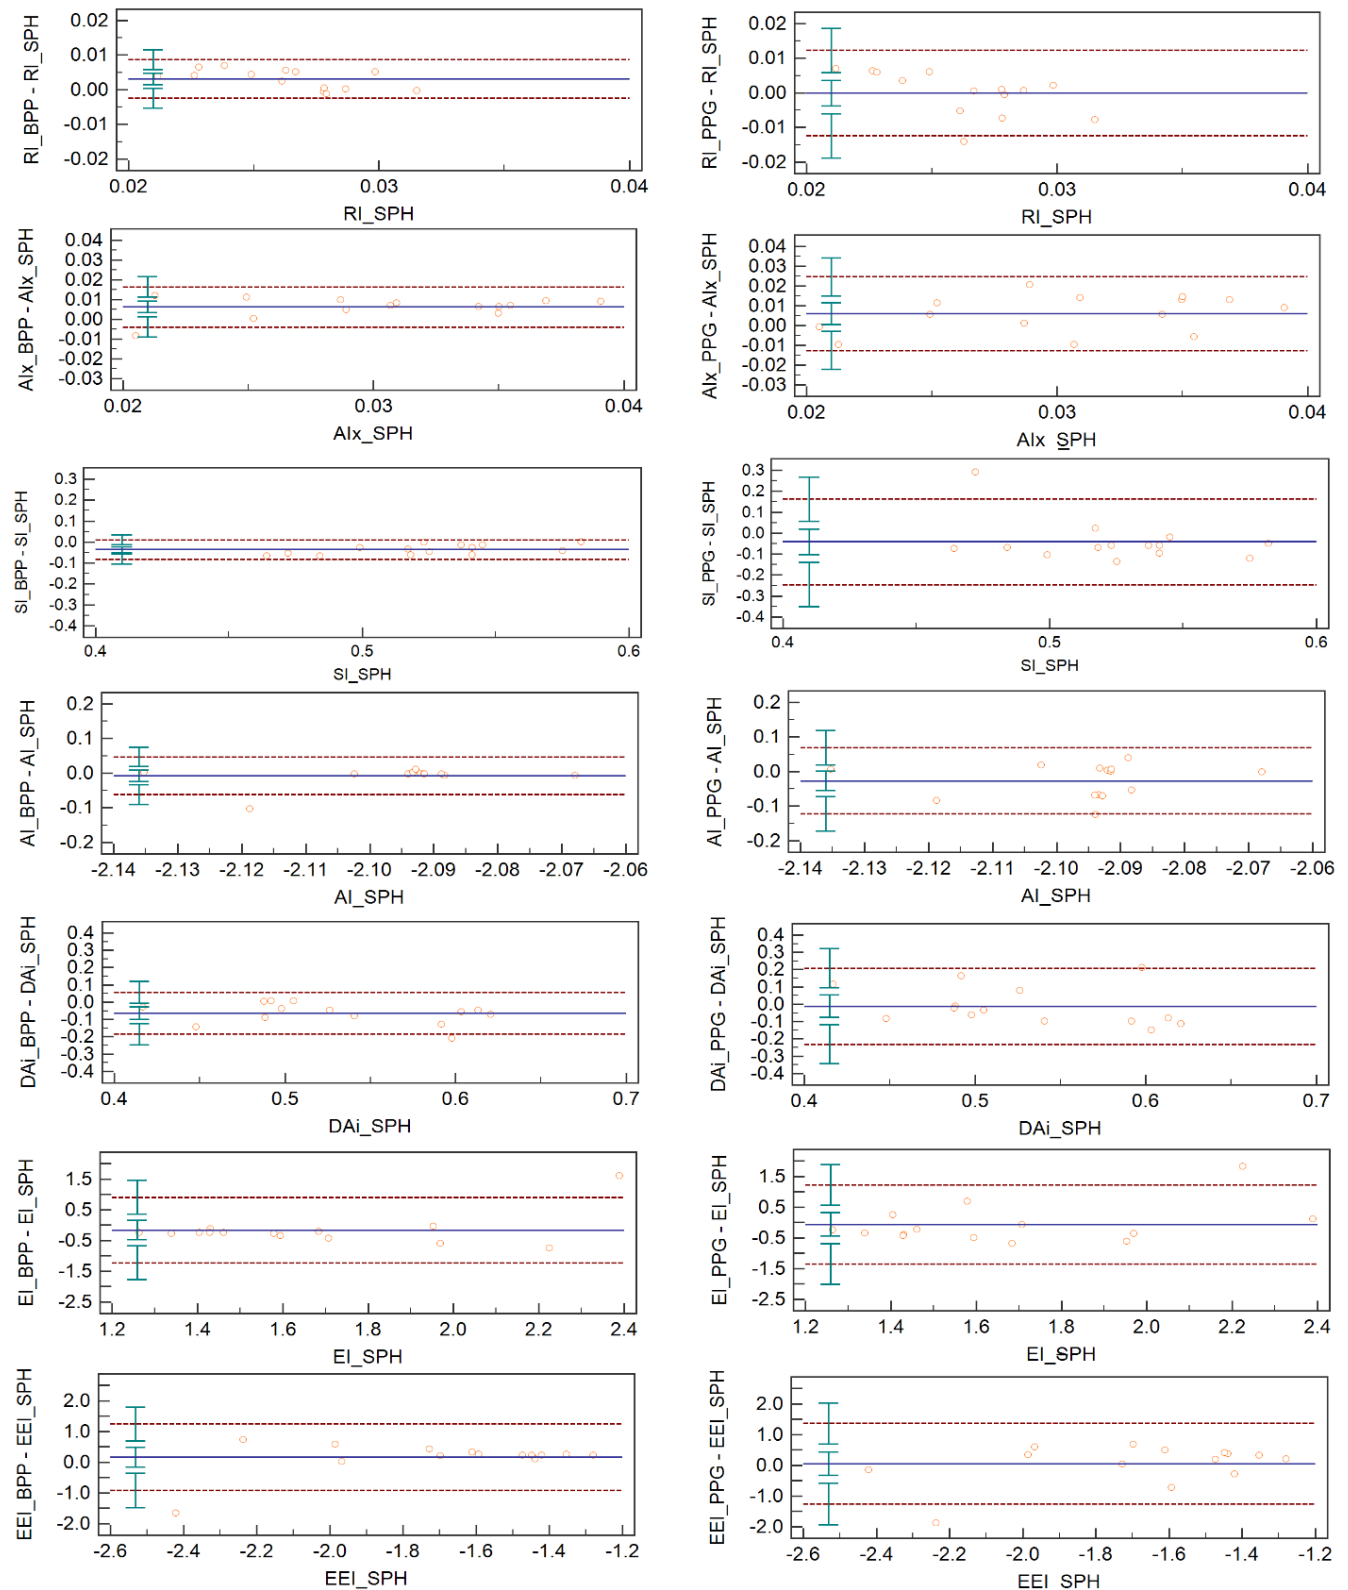 RI_BPP - RI_SPH
0.02
0.01
0.00
-0.01
-0.02
0.02 0.03 0.04
RI_SPH
RI_PPG - RI_SPH
0.02
0.01
0.00
-0.01
-0.02
0.02 0.03 0.04
RI_SPH
AIx_BPP - AIx_SPH
0.04
0.03
0.02
0.01
0.00
-0.01
-0.02
-0.03
0.02 0.03 0.04
AIx_SPH
AIx_PPG - AIx_SPH
0.04
0.03
0.02
0.01
0.00
-0.01
-0.02
-0.03
0.02 0.03 0.04
AIx_SPH
SI_BPP - SI_SPH
0.3
0.2
0.1
0.0
-0.1
-0.2
-0.3
-0.4
0.4 0.5 0.6
SI_SPH
SI_PPG - SI_SPH
0.3
0.2
0.1
0.0
-0.1
-0.2
-0.3
-0.4
0.4 0.5 0.6
SI_SPH
AI_BPP - AI_SPH
0.2
0.1
0.0
-0.1
-0.2
-2.14 -2.13 -2.12 -2.11 -2.10 -2.09 -2.08 -2.07 -2.06
AI_SPH
AI_PPG - AI_SPH
0.2
0.1
0.0
-0.1
-0.2
-2.14 -2.13 -2.12 -2.11 -2.10 -2.09 -2.08 -2.07 -2.06
AI_SPH
DAi_BPP - DAi_SPH
0.4
0.3
0.2
0.1
0.0
-0.1
-0.2
-0.3
-0.4
0.4 0.5 0.6 0.7
DAi_SPH
DAi_PPG - DAi_SPH
0.4
0.3
0.2
0.1
0.0
-0.1
-0.2
-0.3
-0.4
0.4 0.5 0.6 0.7
DAi_SPH
EI_BPP - EI_SPH
1.5
0.5
-0.5
-1.5
-2.5
1.2 1.4 1.6 1.8 2.0 2.2 2.4
EI_SPH
EI_PPG - EI_SPH
1.5
0.5
-0.5
-1.5
-2.5
1.2 1.4 1.6 1.8 2.0 2.2 2.4
EI_SPH
EEI_BPP - EEI_SPH
2.0
1.0
0.0
-1.0
-2.0
-2.6 -2.4 -2.2 -2.0 -1.8 -1.6 -1.4 -1.2
EEI_SPH
EEI_PPG - EEI_SPH
2.0
1.0
0.0
-1.0
-2.0
-2.6 -2.4 -2.2 -2.0 -1.8 -1.6 -1.4 -1.2
EEI_SPH